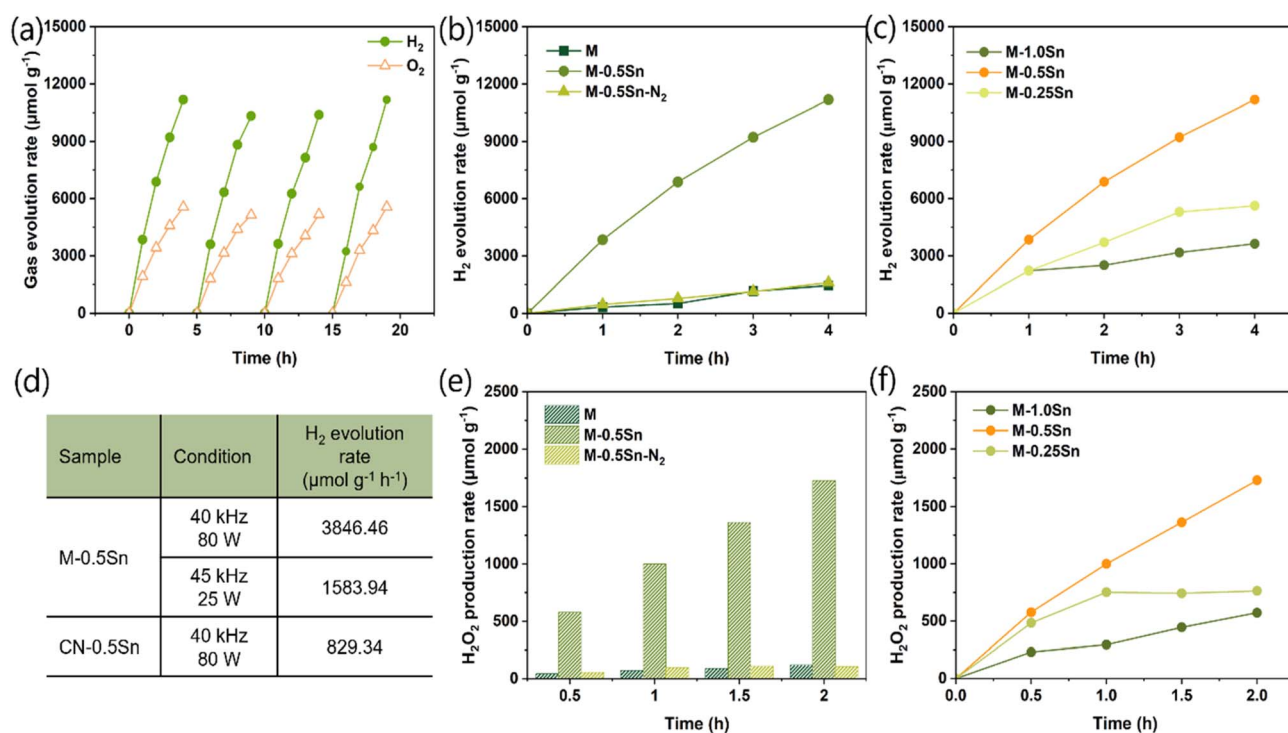 (a)
15000
12000
9000
6000
3000
0
Gas evolution rate (μmol g⁻¹)
H₂
O₂
0 5 10 15 20
Time (h)
(b)
15000
12000
9000
6000
3000
0
H₂ evolution rate (μmol g⁻¹)
M
M-0.5Sn
M-0.5Sn-N₂
0 1 2 3 4
Time (h)
(c)
15000
12000
9000
6000
3000
0
H₂ evolution rate (μmol g⁻¹)
M-1.0Sn
M-0.5Sn
M-0.25Sn
0 1 2 3 4
Time (h)
(d)
Sample
Condition
H₂ evolution
rate
(μmol g⁻¹ h⁻¹)
M-0.5Sn
40 kHz
80 W
3846.46
45 kHz
25 W
1583.94
CN-0.5Sn
40 kHz
80 W
829.34
(e)
2500
2000
1500
1000
500
0
H₂O₂ production rate (μmol g⁻¹)
M
M-0.5Sn
M-0.5Sn-N₂
0.5 1 1.5 2
Time (h)
(f)
2500
2000
1500
1000
500
0
H₂O₂ production rate (μmol g⁻¹)
M-1.0Sn
M-0.5Sn
M-0.25Sn
0.0 0.5 1.0 1.5 2.0
Time (h)